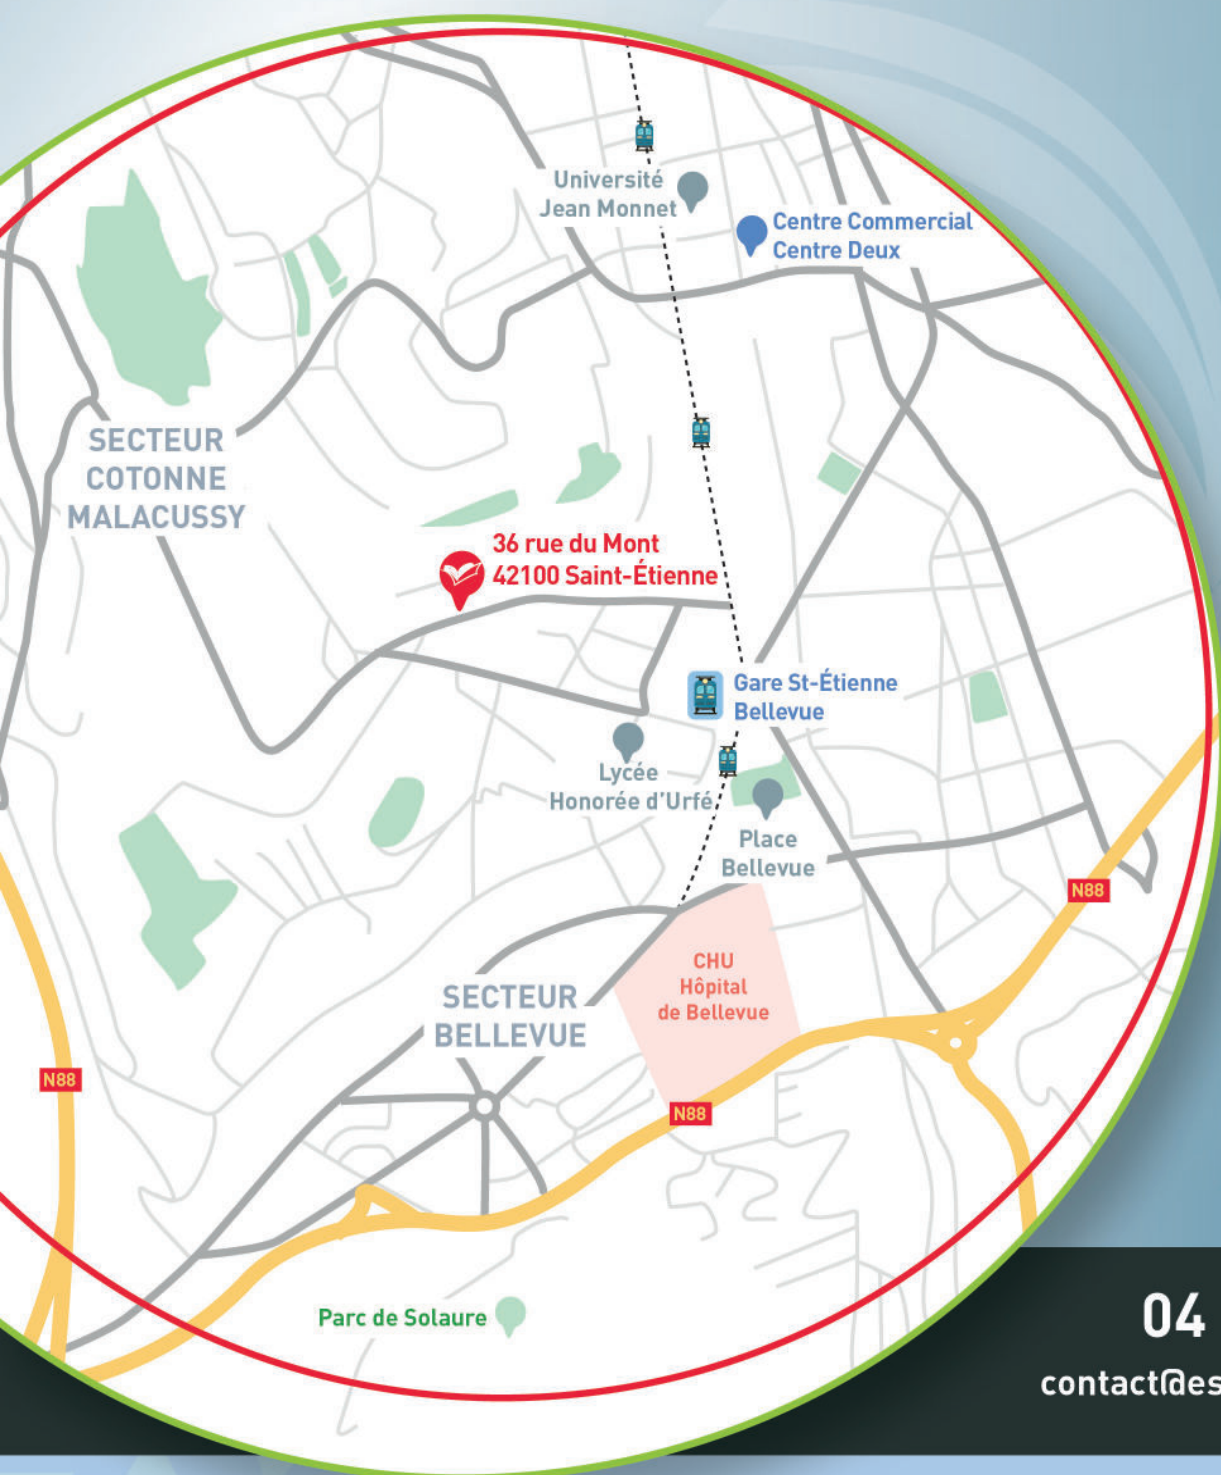 Université
Jean Monnet
Centre Commercial
Centre Deux
SECTEUR
COTONNE
MALACUSSY
36 rue du Mont
42100 Saint-Étienne
Gare St-Étienne
Bellevue
Lycée
Honorée d'Urfé
Place
Bellevue
N88
CHU
Hôpital
de Bellevue
SECTEUR
BELLEVUE
N88
N88
Parc de Solaure
04
contact@es